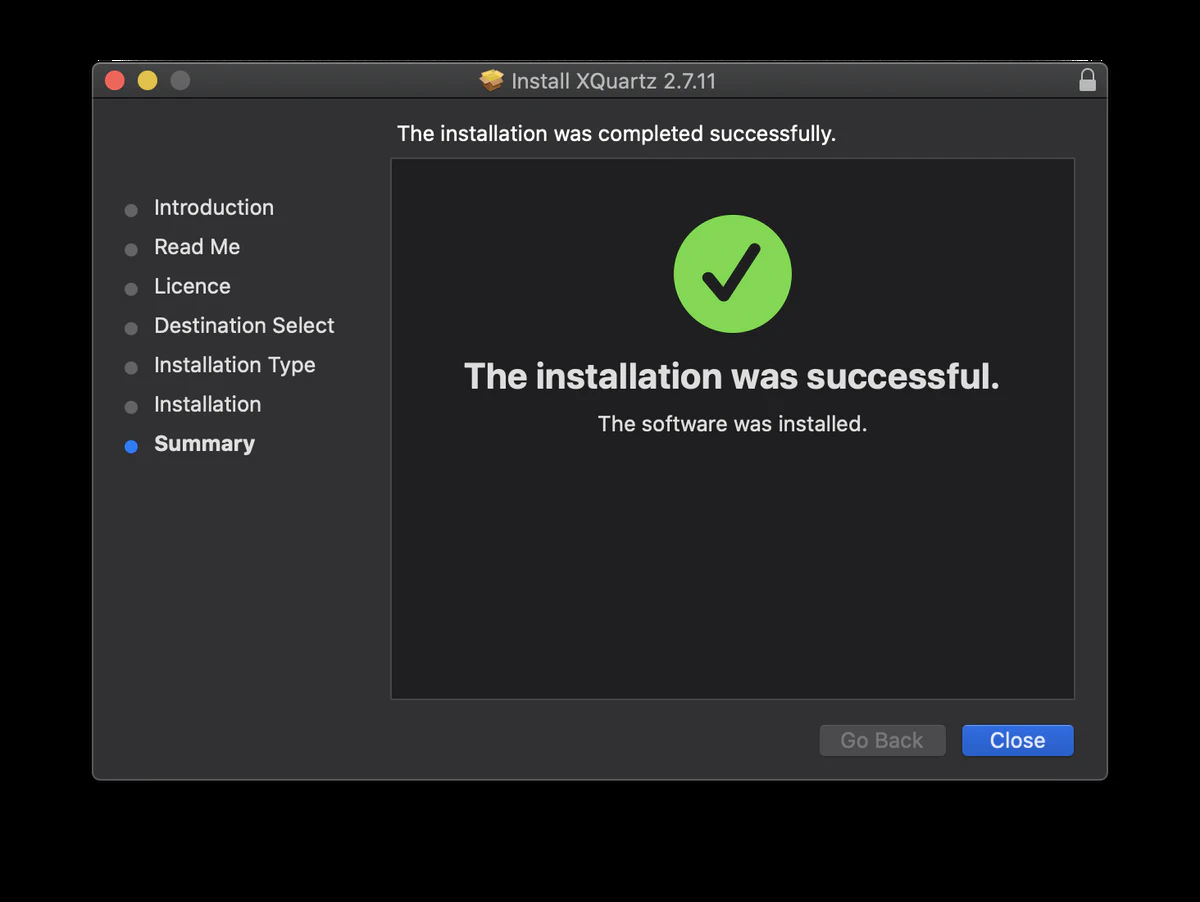 Install XQuartz 2.7.11
The installation was completed successfully.
Introduction
Read Me
Licence
Destination Select
Installation Type
Installation
Summary
The installation was successful.
The software was installed.
Go Back
Close